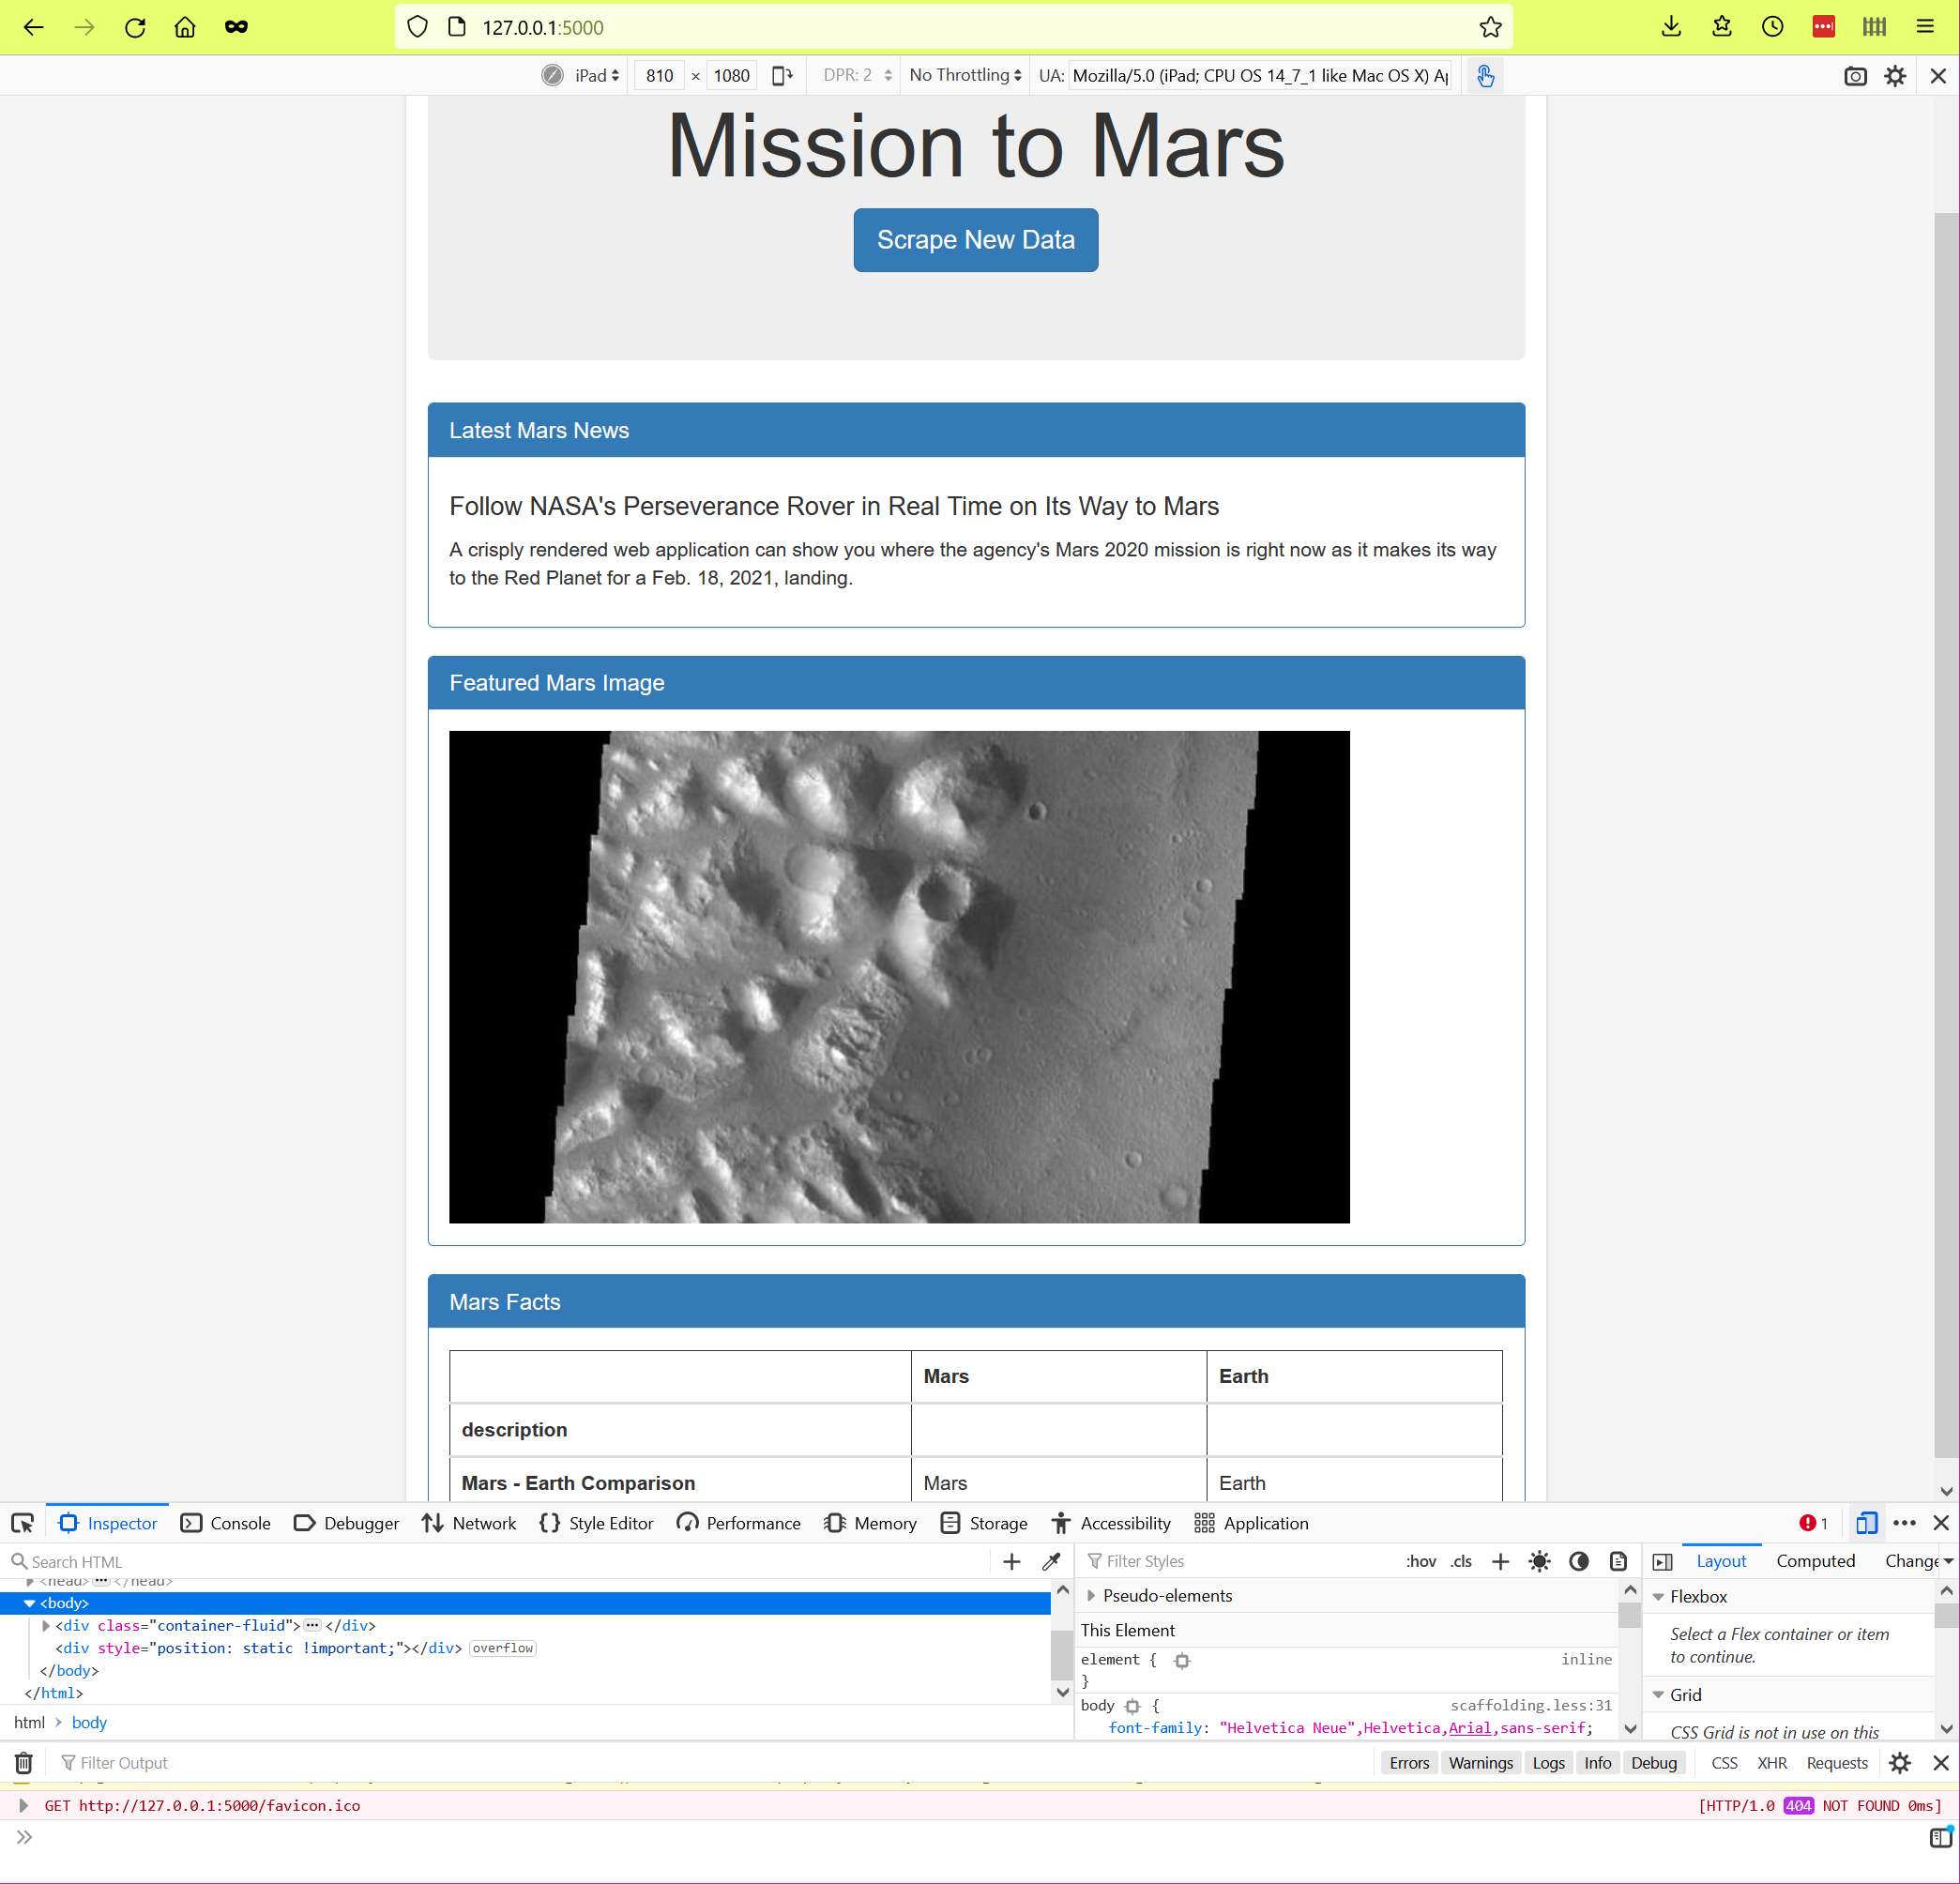 127.0.0.1:5000
iPad 810 × 1080 DPR: 2 No Throttling UA: Mozilla/5.0 (iPad; CPU OS 14_7_1 like Mac OS X) A
Mission to Mars
Scrape New Data
Latest Mars News
Follow NASA's Perseverance Rover in Real Time on Its Way to Mars
A crisply rendered web application can show you where the agency's Mars 2020 mission is right now as it makes its way
to the Red Planet for a Feb. 18, 2021, landing.
Featured Mars Image
Mars Facts
Mars Earth
description
Mars - Earth Comparison Mars Earth
Inspector Console Debugger Network Style Editor Performance Memory Storage Accessibility Application 1
Search HTML
<head> ... </head>
<body>
<div class="container-fluid"> ... </div>
<div style="position: static !important;"></div> overflow
</body>
</html>
html > body
Filter Styles :hov .cls
Pseudo-elements
This Element
element { inline
}
body { scaffolding.less:31
font-family: "Helvetica Neue",Helvetica,Arial,sans-serif;
Layout Computed Change
Flexbox
Select a Flex container or item
to continue.
Grid
CSS Grid is not in use on this
Filter Output Errors Warnings Logs Info Debug CSS XHR Requests
GET http://127.0.0.1:5000/favicon.ico [HTTP/1.0 404 NOT FOUND 0ms]